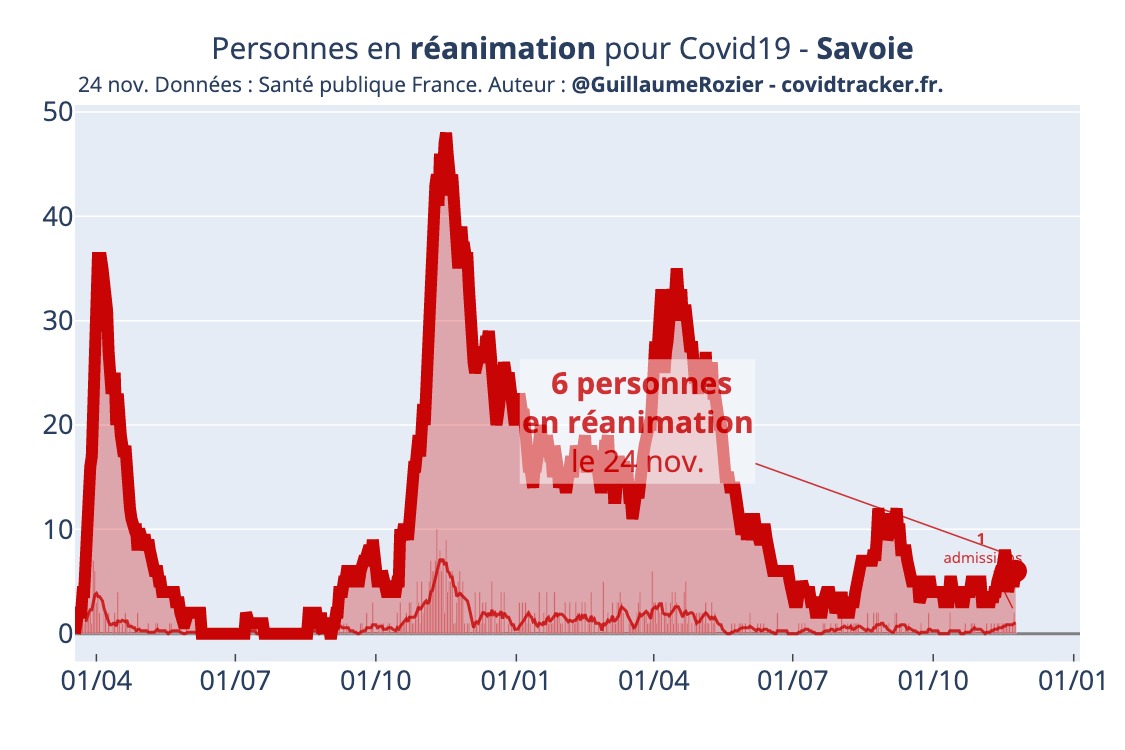 Personnes en réanimation pour Covid19 - Savoie
24 nov. Données : Santé publique France. Auteur : @GuillaumeRozier - covidtracker.fr.
50
40
30
20
10
0
6 personnes
en réanimation
le 24 nov.
1
admissions
01/04
01/07
01/10
01/01
01/04
01/07
01/10
01/01